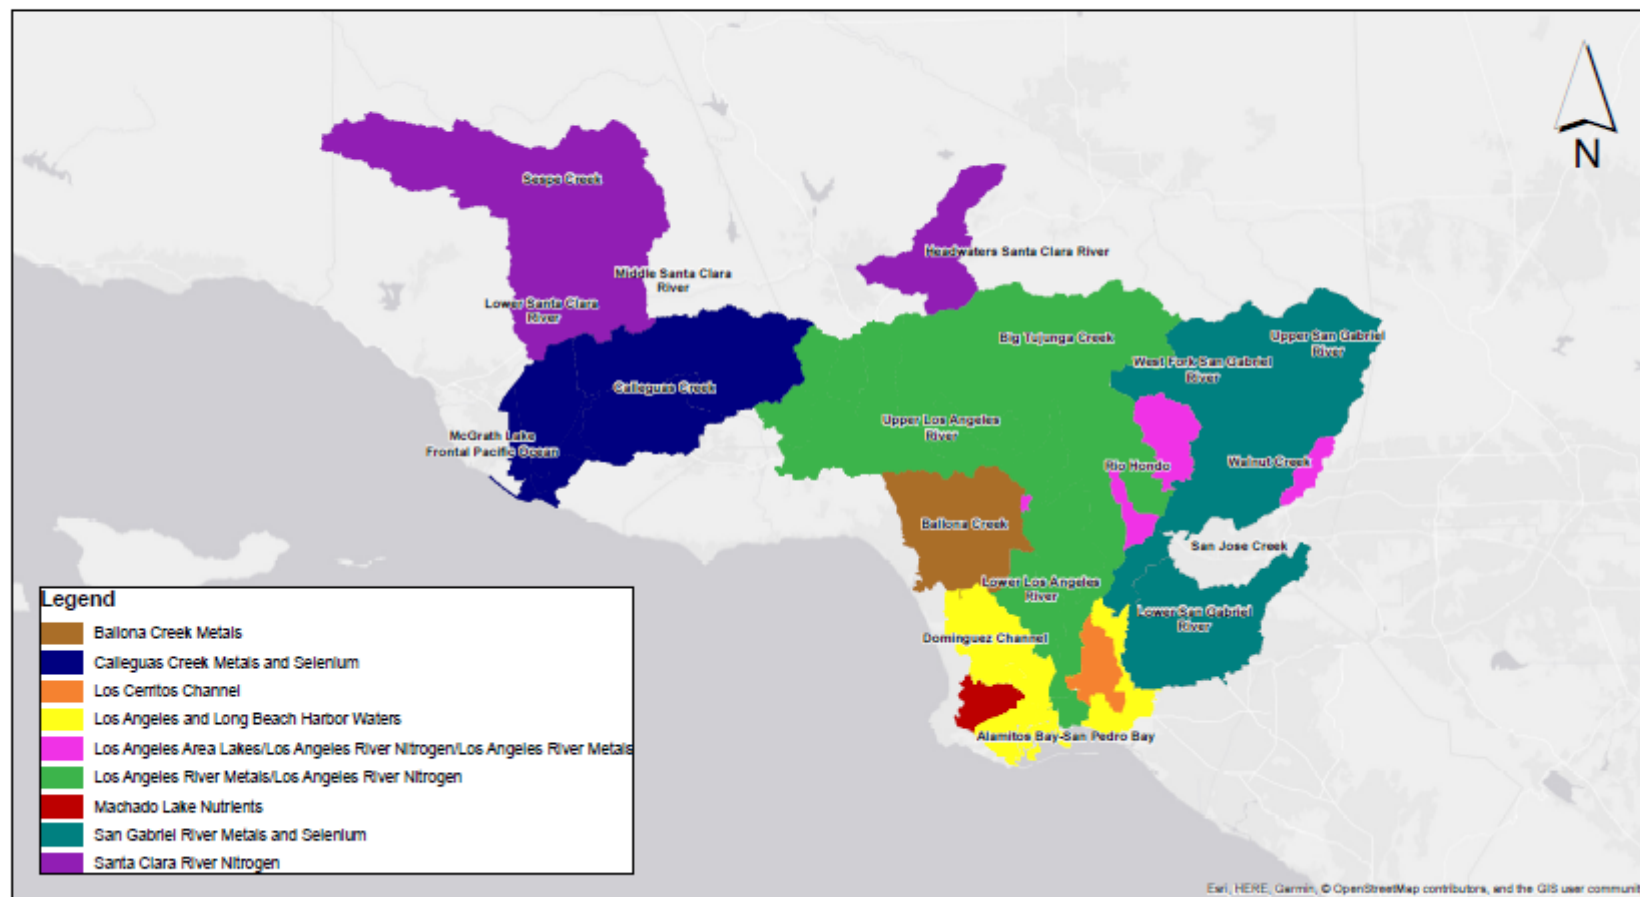 N
Sespe Creek
Headwaters Santa Clara River
Middle Santa Clara
River
Lower Santa Clara
River
Big Tujunga Creek
Upper San Gabriel
River
West Fork San Gabriel
River
Calleguas Creek
Upper Los Angeles
River
McGrath Lake
Frontal Pacific Ocean
Rio Hondo
Walnut Creek
Ballona Creek
San Jose Creek
Lower Los Angeles
River
Lower San Gabriel
River
Dominguez Channel
Alamitos Bay-San Pedro Bay
Legend
Ballona Creek Metals
Calleguas Creek Metals and Selenium
Los Cerritos Channel
Los Angeles and Long Beach Harbor Waters
Los Angeles Area Lakes/Los Angeles River Nitrogen/Los Angeles River Metals
Los Angeles River Metals/Los Angeles River Nitrogen
Machado Lake Nutrients
San Gabriel River Metals and Selenium
Santa Clara River Nitrogen
Esri, HERE, Garmin, © OpenStreetMap contributors, and the GIS user communit